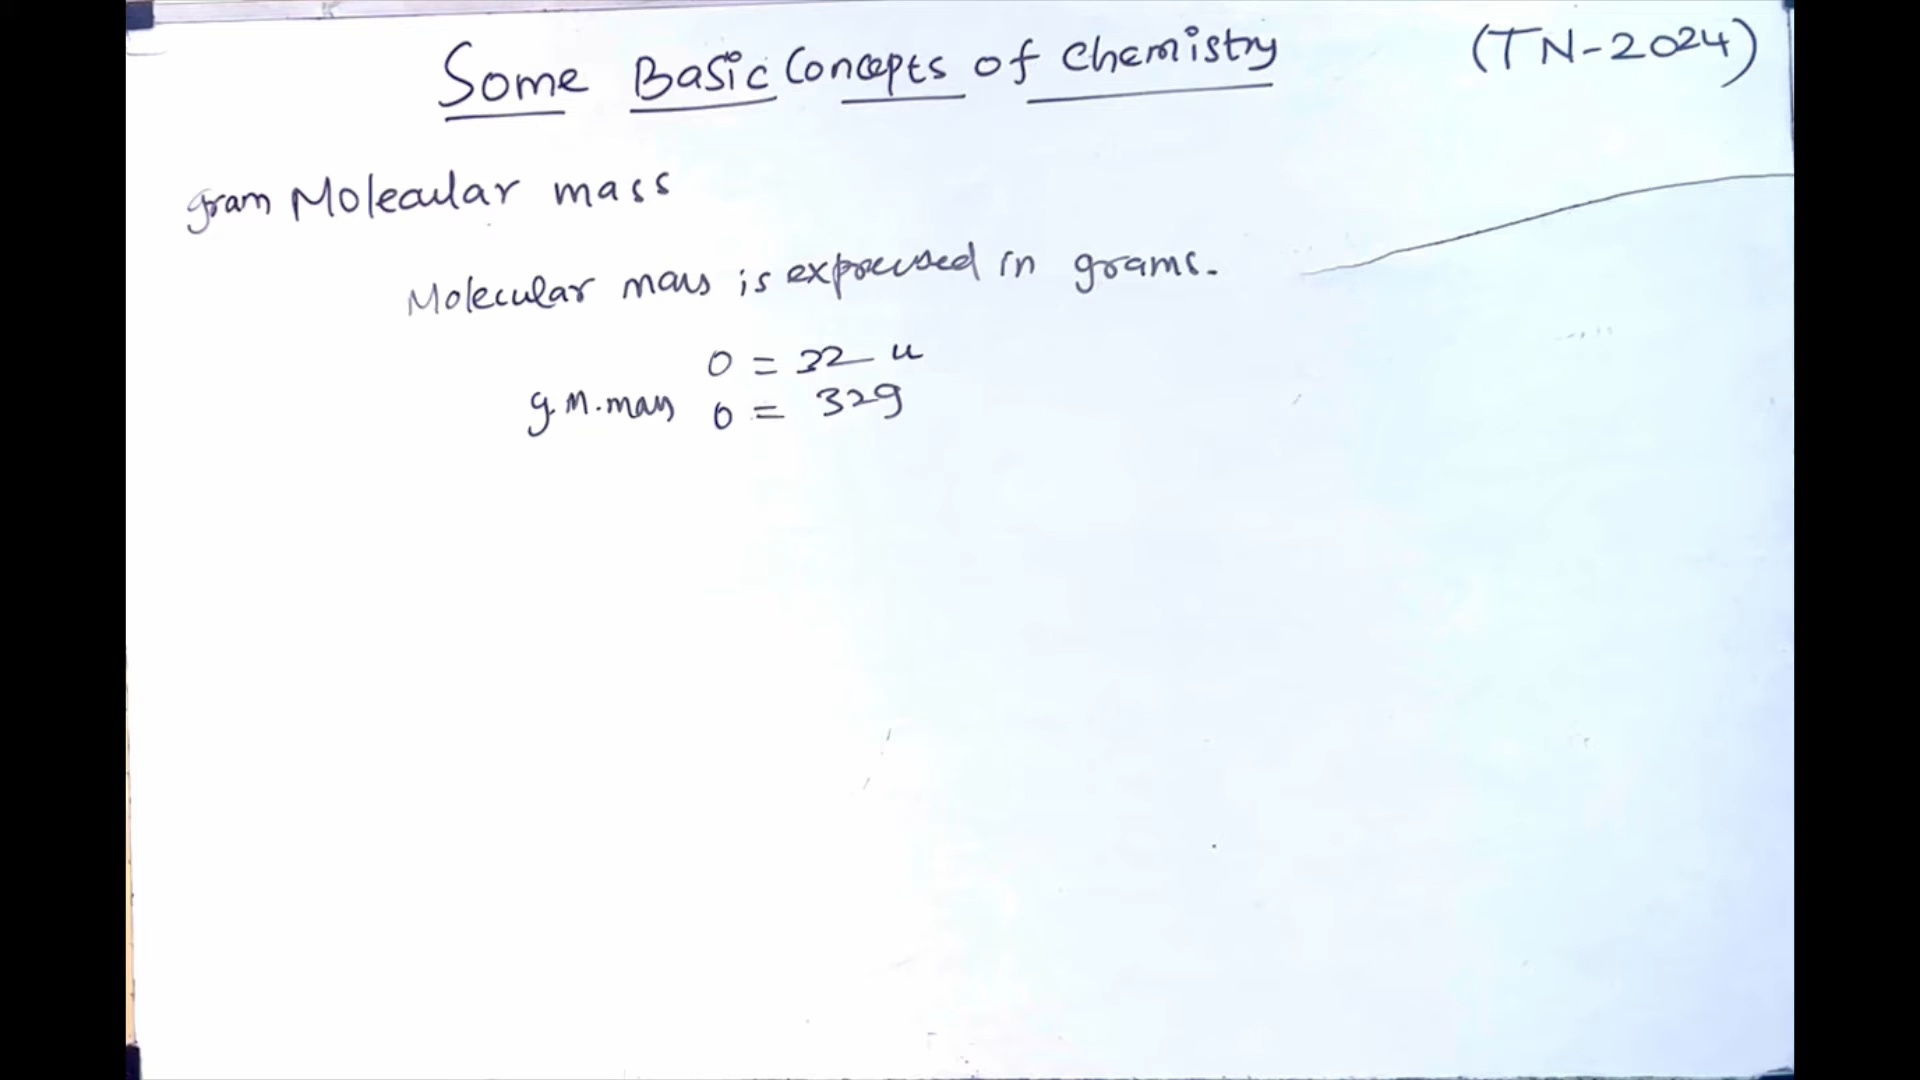 Some Basic Concepts of Chemistry (TN-2024)
gram Molecular mass
Molecular mass is expressed in grams.
O = 32 u
g.M.mass O = 32g